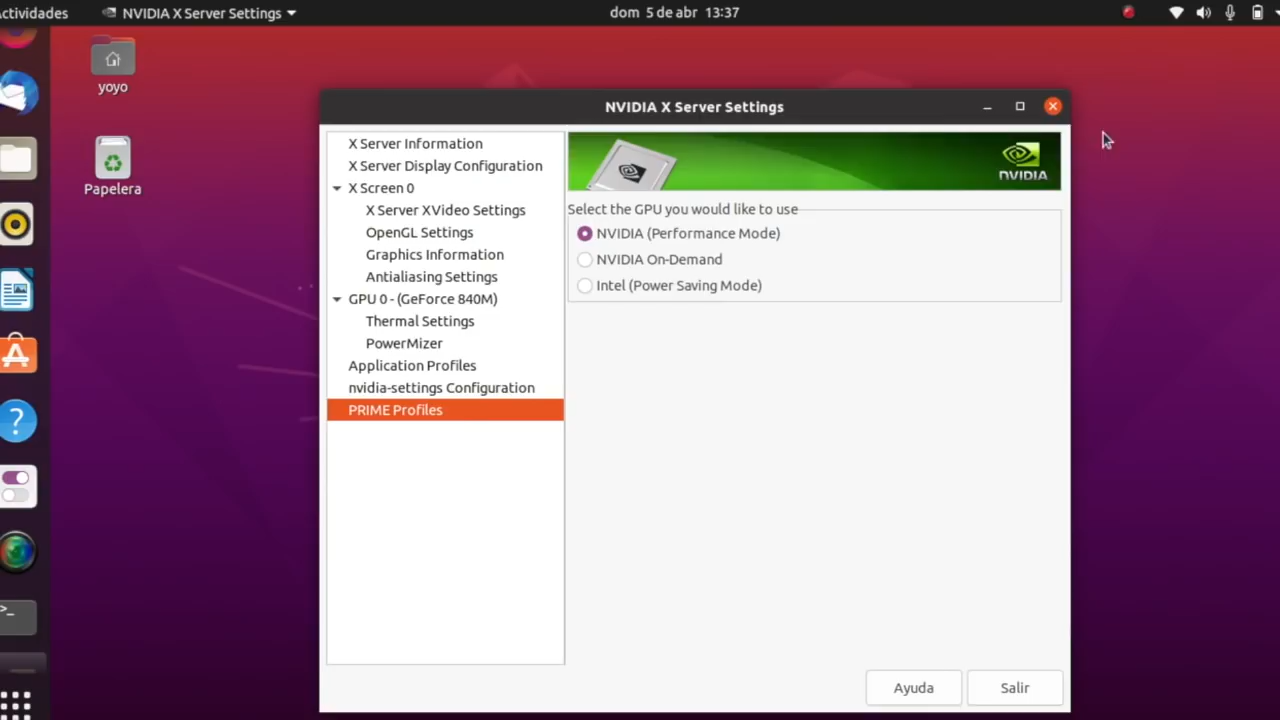 Actividades
NVIDIA X Server Settings
dom 5 de abr 13:37
yoyo
Papelera
NVIDIA X Server Settings
X Server Information
X Server Display Configuration
X Screen 0
X Server XVideo Settings
OpenGL Settings
Graphics Information
Antialiasing Settings
GPU 0 - (GeForce 840M)
Thermal Settings
PowerMizer
Application Profiles
nvidia-settings Configuration
PRIME Profiles
NVIDIA
Select the GPU you would like to use
NVIDIA (Performance Mode)
NVIDIA On-Demand
Intel (Power Saving Mode)
Ayuda
Salir